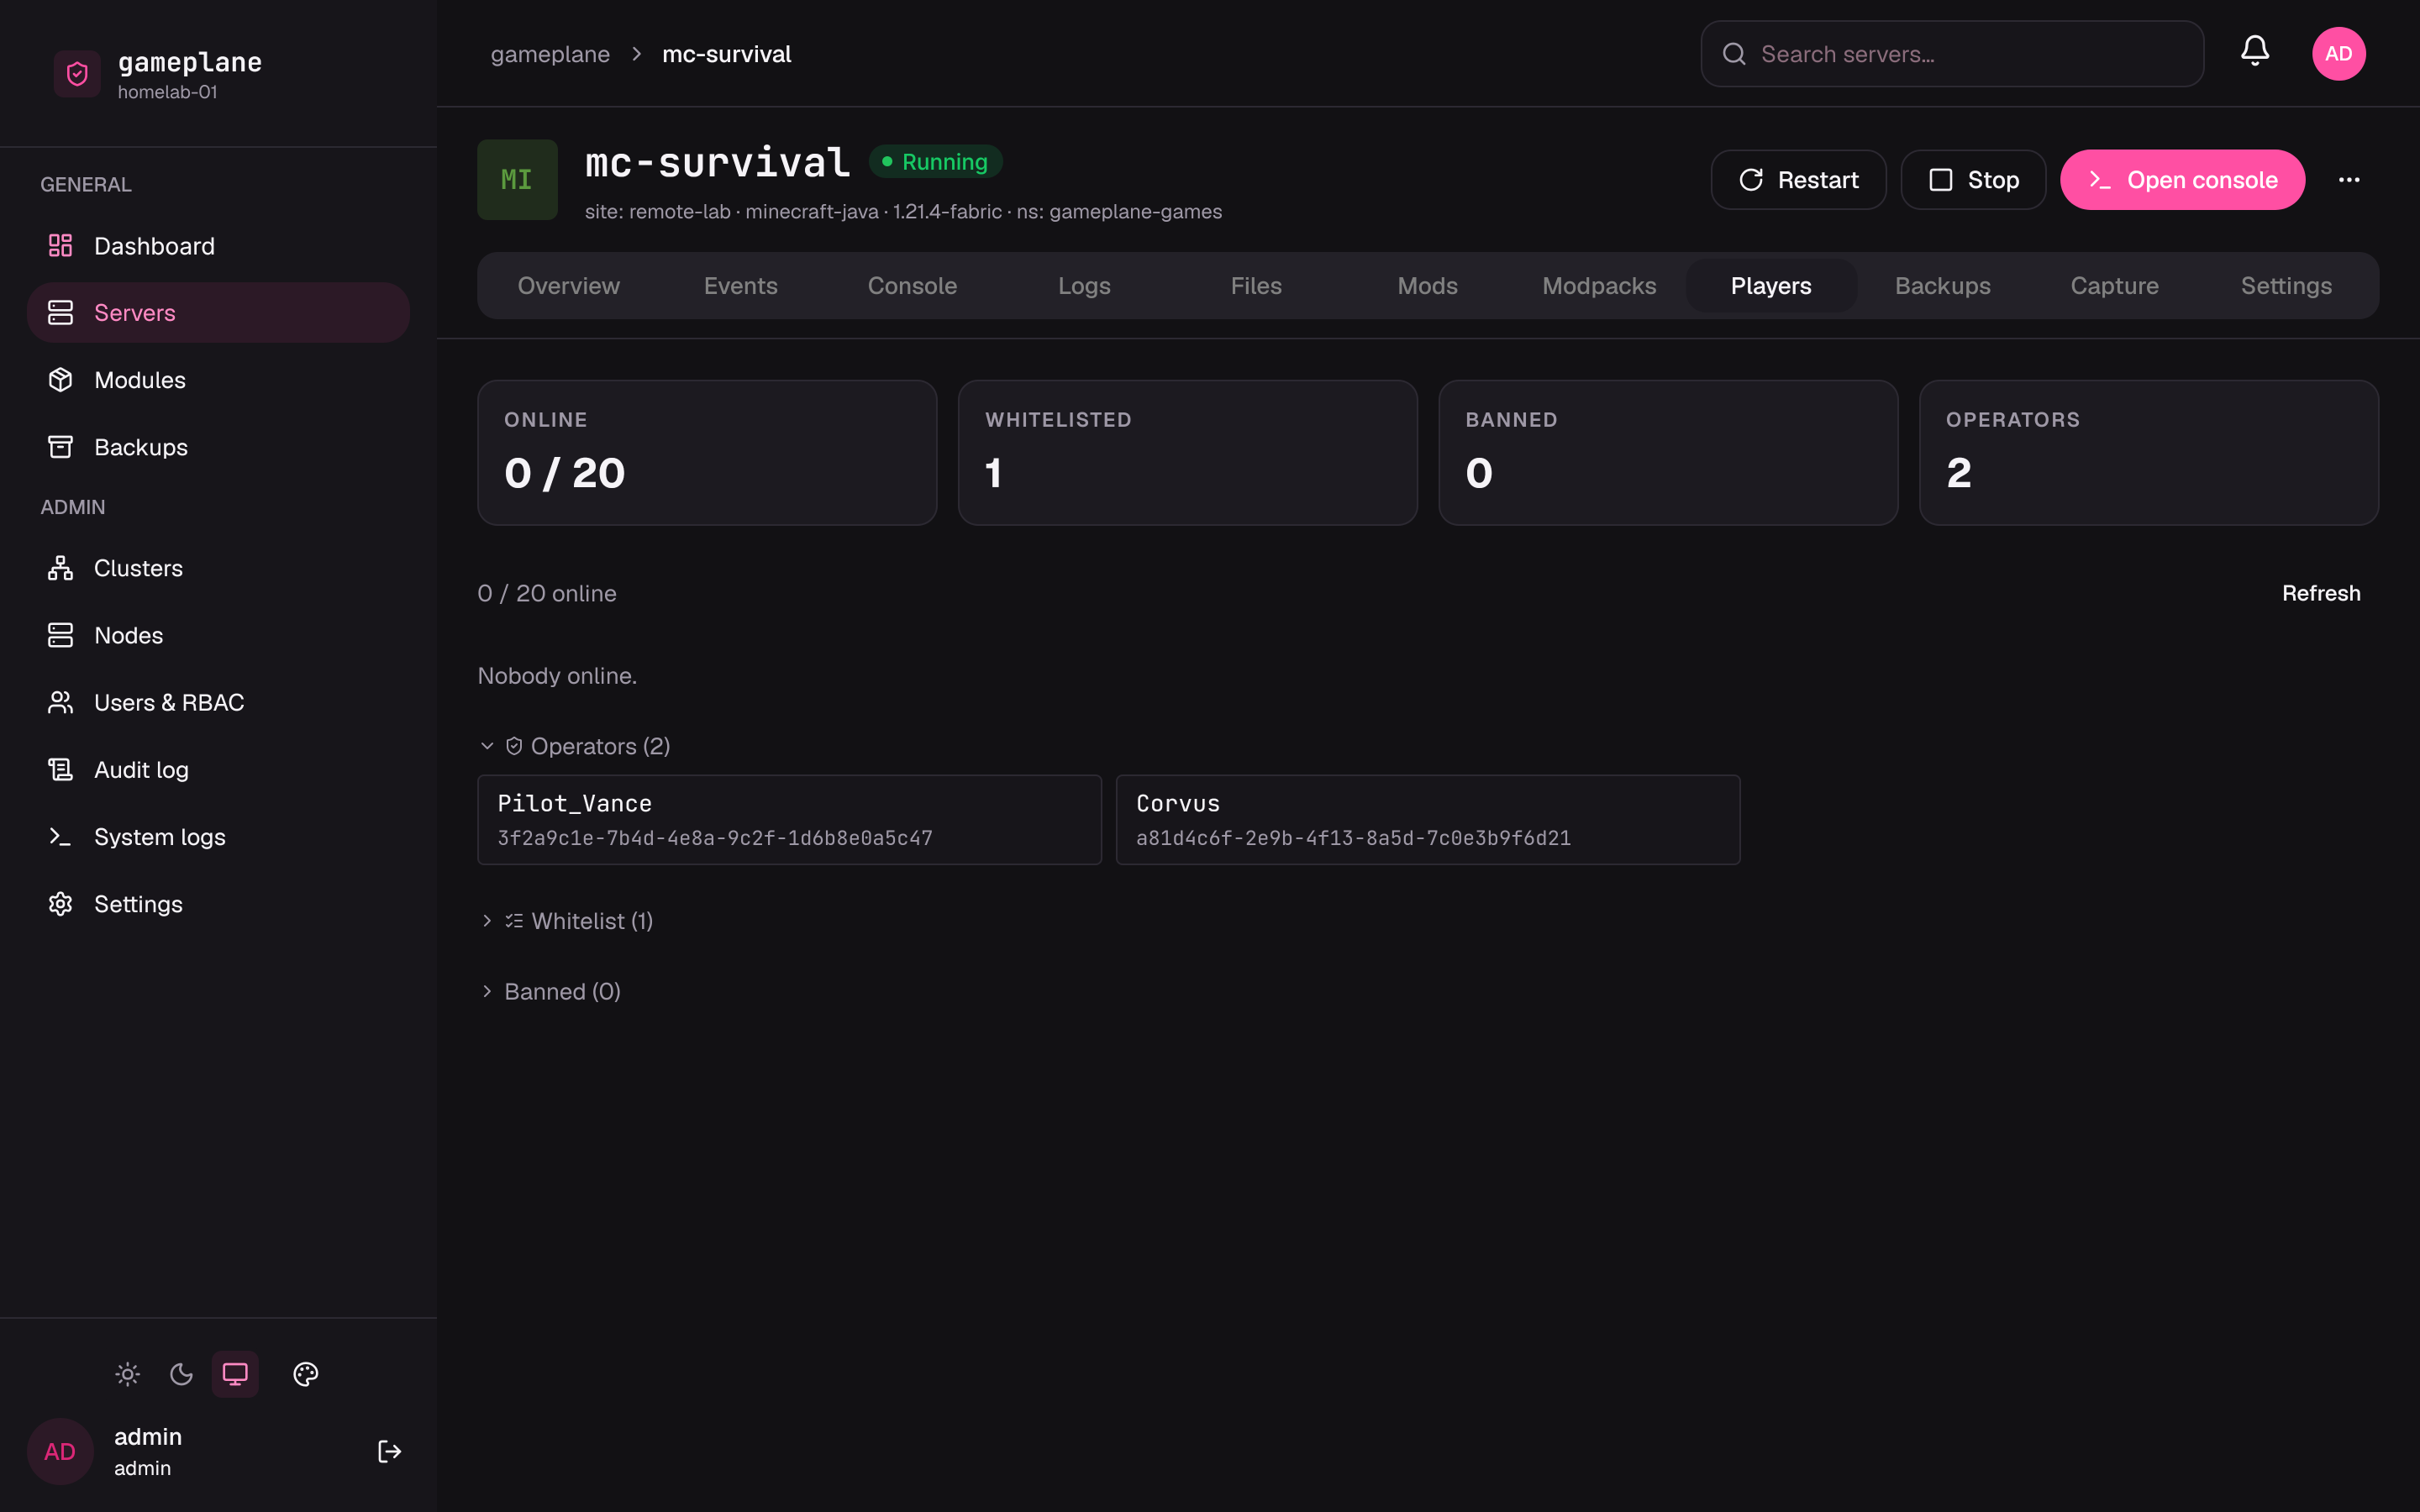 gameplane
homelab-01
GENERAL
Dashboard
Servers
Modules
Backups
ADMIN
Clusters
Nodes
Users & RBAC
Audit log
System logs
Settings
AD
admin
admin
gameplane > mc-survival
Search servers...
AD
MI
mc-survival
Running
site: remote-lab · minecraft-java · 1.21.4-fabric · ns: gameplane-games
Restart
Stop
Open console
Overview Events Console Logs Files Mods Modpacks Players Backups Capture Settings
ONLINE
0 / 20
WHITELISTED
1
BANNED
0
OPERATORS
2
0 / 20 online
Refresh
Nobody online.
Operators (2)
Pilot_Vance
3f2a9c1e-7b4d-4e8a-9c2f-1d6b8e0a5c47
Corvus
a81d4c6f-2e9b-4f13-8a5d-7c0e3b9f6d21
Whitelist (1)
Banned (0)